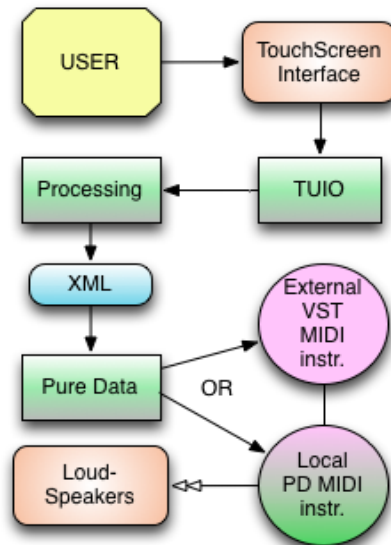 USER
TouchScreen
Interface
Processing
TUIO
XML
External
VST
MIDI
instr.
Pure Data
OR
Loud-
Speakers
Local
PD MIDI
instr.